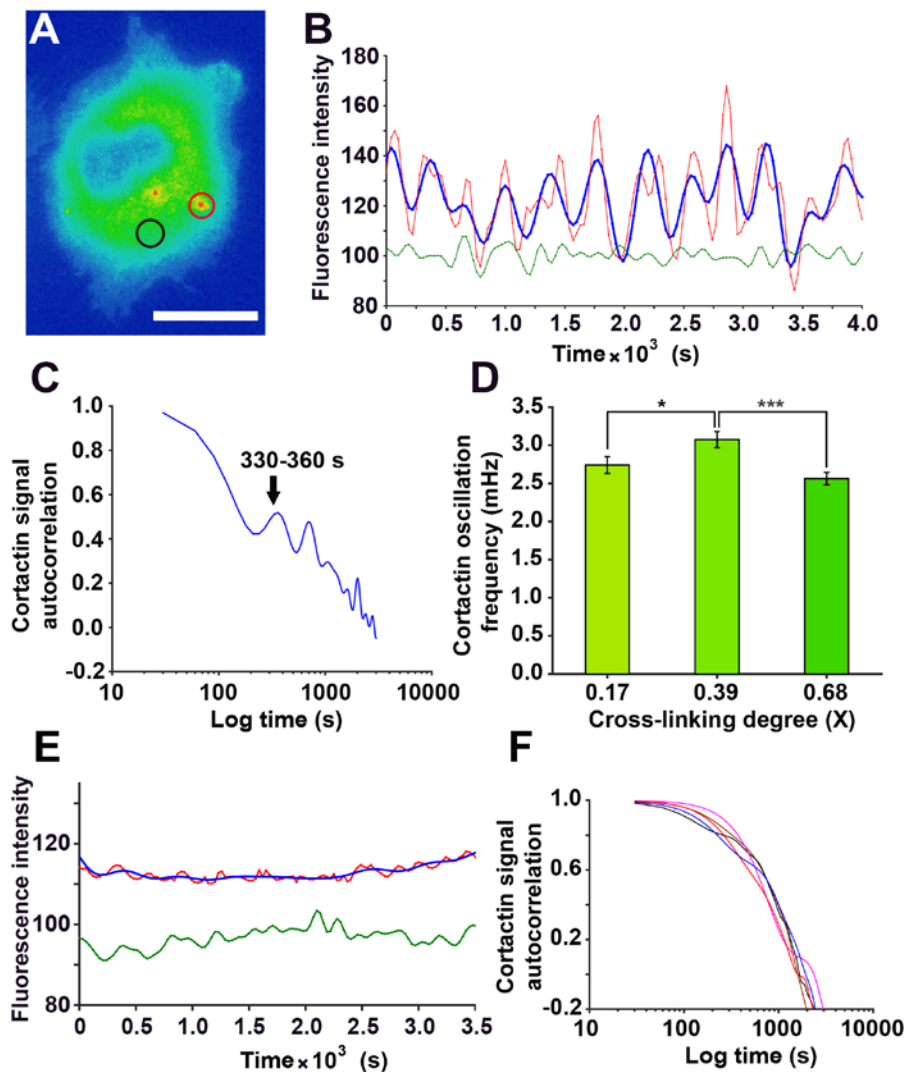 A
B
Fluorescence intensity
180
160
140
120
100
80
0 0.5 1.0 1.5 2.0 2.5 3.0 3.5 4.0
Time×10³ (s)
C
Cortactin signal
autocorrelation
1.0
0.8
0.6
0.4
0.2
0.0
-0.2
330-360 s
10 100 1000 10000
Log time (s)
D
Cortactin oscillation
frequency (mHz)
3.5
3.0
2.5
2.0
1.5
1.0
0.5
0.0
* ***
0.17 0.39 0.68
Cross-linking degree (X)
E
Fluorescence intensity
120
100
80
0 0.5 1.0 1.5 2.0 2.5 3.0 3.5
Time×10³ (s)
F
Cortactin signal
autocorrelation
1.0
0.6
0.2
-0.2
10 100 1000 10000
Log time (s)